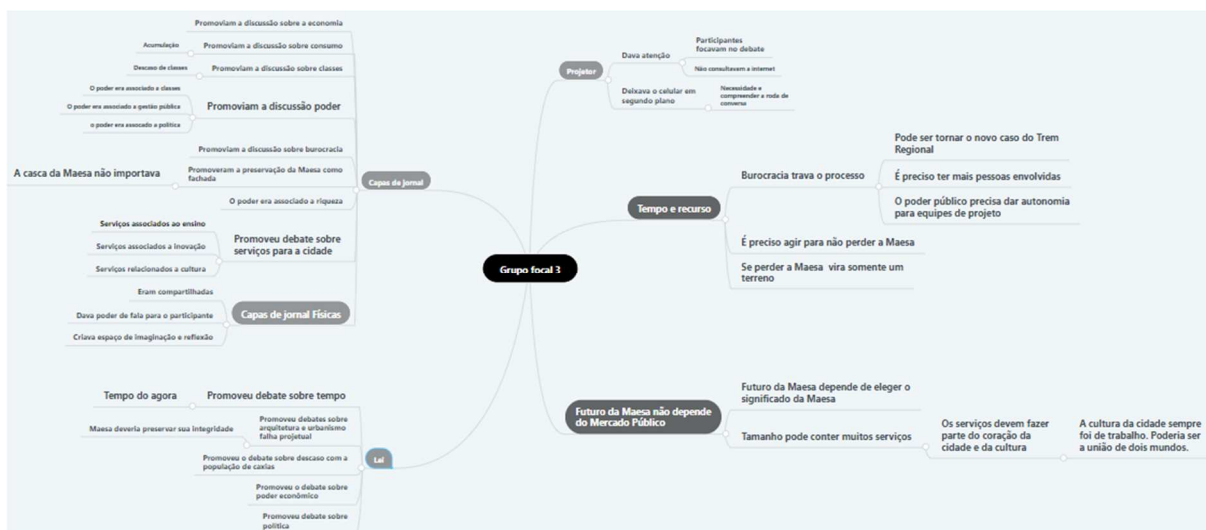 Promoviam a discussão sobre a economia
Acumulação
Promoviam a discussão sobre consumo
Descaso de classes
Promoviam a discussão sobre classes
O poder era associado a classes
O poder era associado a gestão pública
o poder era assocado a política
Promoviam a discussão poder
Promoviam a discussão sobre burocracia
A casca da Maesa não importava
Promoveram a preservação da Maesa como
fachada
O poder era associado a riqueza
Serviços associados ao ensino
Serviços associados a inovação
Serviços relacionados a cultura
Promoveu debate sobre
serviços para a cidade
Eram compartilhadas
Dava poder de fala para o participante
Criava espaço de imaginação e reflexão
Capas de jornal Físicas
Capas de jornal
Tempo do agora
Promoveu debate sobre tempo
Maesa deveria preservar sua integridade
Promoveu debates sobre
arquitetura e urbanismo
falha projetual
Promoveu o debate sobre descaso com a
população de caxias
Promoveu o debate sobre
poder econômico
Promoveu debate sobre
política
Lai
Grupo focal 3
Projetor
Dava atenção
Participantes
focavam no debate
Não consultavam a internet
Deixava o celular em
segundo plano
Necessidade e
compreender a roda de
conversa
Tempo e recurso
Burocracia trava o processo
Pode ser tornar o novo caso do Trem
Regional
É preciso ter mais pessoas envolvidas
O poder público precisa dar autonomia
para equipes de projeto
É preciso agir para não perder a Maesa
Se perder a Maesa vira somente um
terreno
Futuro da Maesa não depende
do Mercado Público
Futuro da Maesa depende de eleger o
significado da Maesa
Tamanho pode conter muitos serviços
Os serviços devem fazer
parte do coração da
cidade e da cultura
A cultura da cidade sempre
foi de trabalho. Poderia ser
a união de dois mundos.